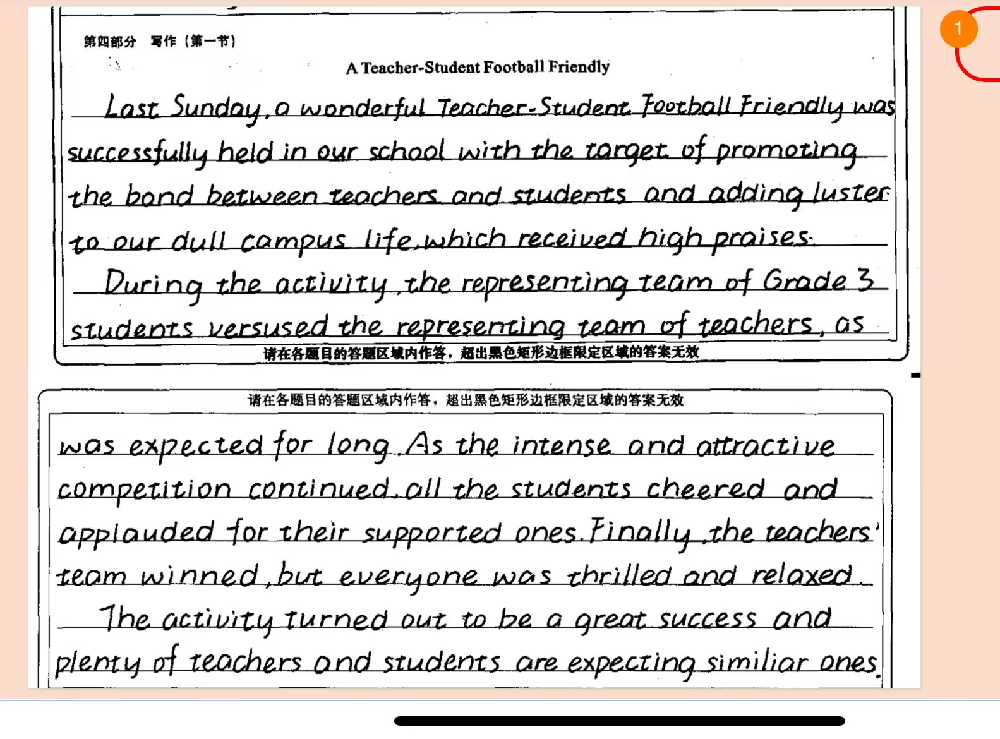 1
第四部分 写作（第一节）
A Teacher-Student Football Friendly
Last Sunday, a wonderful Teacher-Student Football Friendly was
successfully held in our school with the target of promoting
the bond between teachers and students and adding luster
to our dull campus life, which received high praises.
During the activity, the representing team of Grade 3
students versused the representing team of teachers, as
请在各题目的答题区域内作答，超出黑色矩形边框限定区域的答案无效
请在各题目的答题区域内作答，超出黑色矩形边框限定区域的答案无效
was expected for long. As the intense and attractive
competition continued, all the students cheered and
applauded for their supported ones. Finally, the teachers'
team winned, but everyone was thrilled and relaxed.
The activity turned out to be a great success and
plenty of teachers and students are expecting similiar ones.